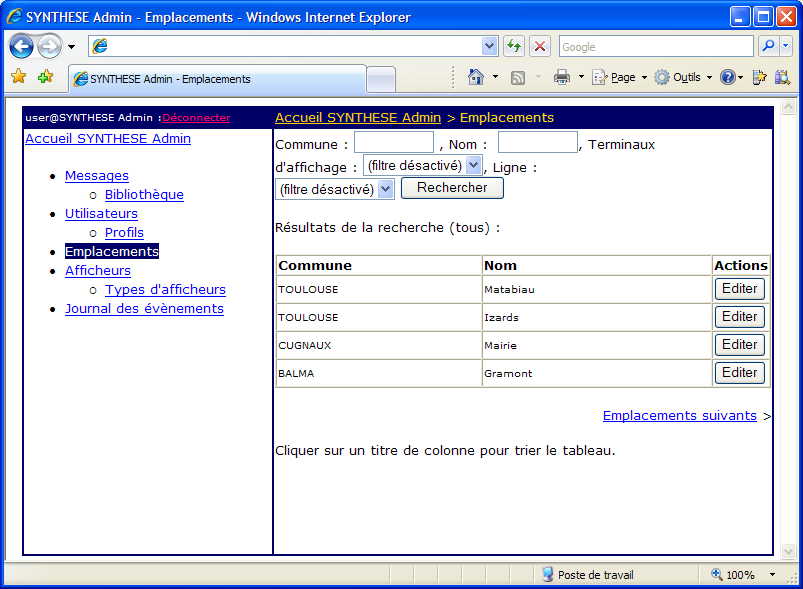 SYNTHESE Admin - Emplacements - Windows Internet Explorer
Google
SYNTHESE Admin - Emplacements
Page
Outils
user@SYNTHESE Admin :Déconnecter
Accueil SYNTHESE Admin > Emplacements
Accueil SYNTHESE Admin
Messages
Bibliothèque
Utilisateurs
Profils
Emplacements
Afficheurs
Types d'afficheurs
Journal des évènements
Commune : , Nom : , Terminaux
d'affichage : (filtre désactivé) , Ligne :
(filtre désactivé) Rechercher
Résultats de la recherche (tous) :
Commune Nom Actions
TOULOUSE Matabiau Editer
TOULOUSE Izards Editer
CUGNAUX Mairie Editer
BALMA Gramont Editer
Emplacements suivants >
Cliquer sur un titre de colonne pour trier le tableau.
Poste de travail
100%